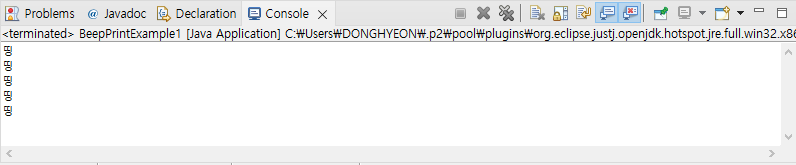 Problems @ Javadoc Declaration Console
<terminated> BeepPrintExample1 [Java Application] C:₩Users₩DONGHYEON₩.p2₩pool₩plugins₩org.eclipse.justj.openjdk.hotspot.jre.full.win32.x86
띵
띵
띵
띵
띵